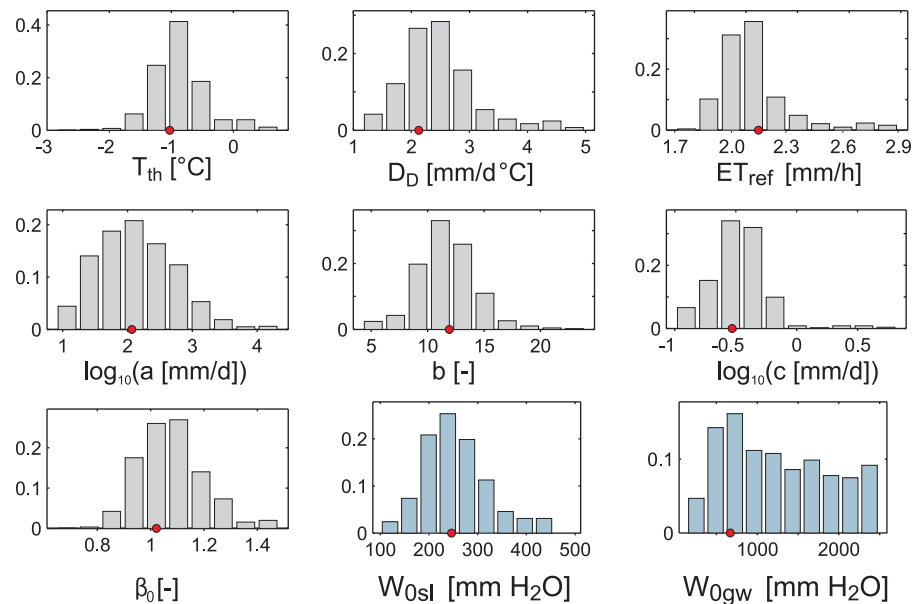 0.4
0.2
0
-3 -2 -1 0
T_th [°C]
0.2
0
1 2 3 4 5
D_D [mm/d°C]
0.2
0
1.7 2.0 2.3 2.6 2.9
ET_ref [mm/h]
0.2
0.1
0
1 2 3 4
log₁₀(a [mm/d])
0.2
0
5 10 15 20
b [-]
0.2
0
-1 -0.5 0 0.5
log₁₀(c [mm/d])
0.4
0.2
0
0.8 1 1.2 1.4
β₀[-]
0.2
0.1
0
100 200 300 400 500
W_0sl [mm H2O]
0.1
0
1000 2000
W_0gw [mm H2O]